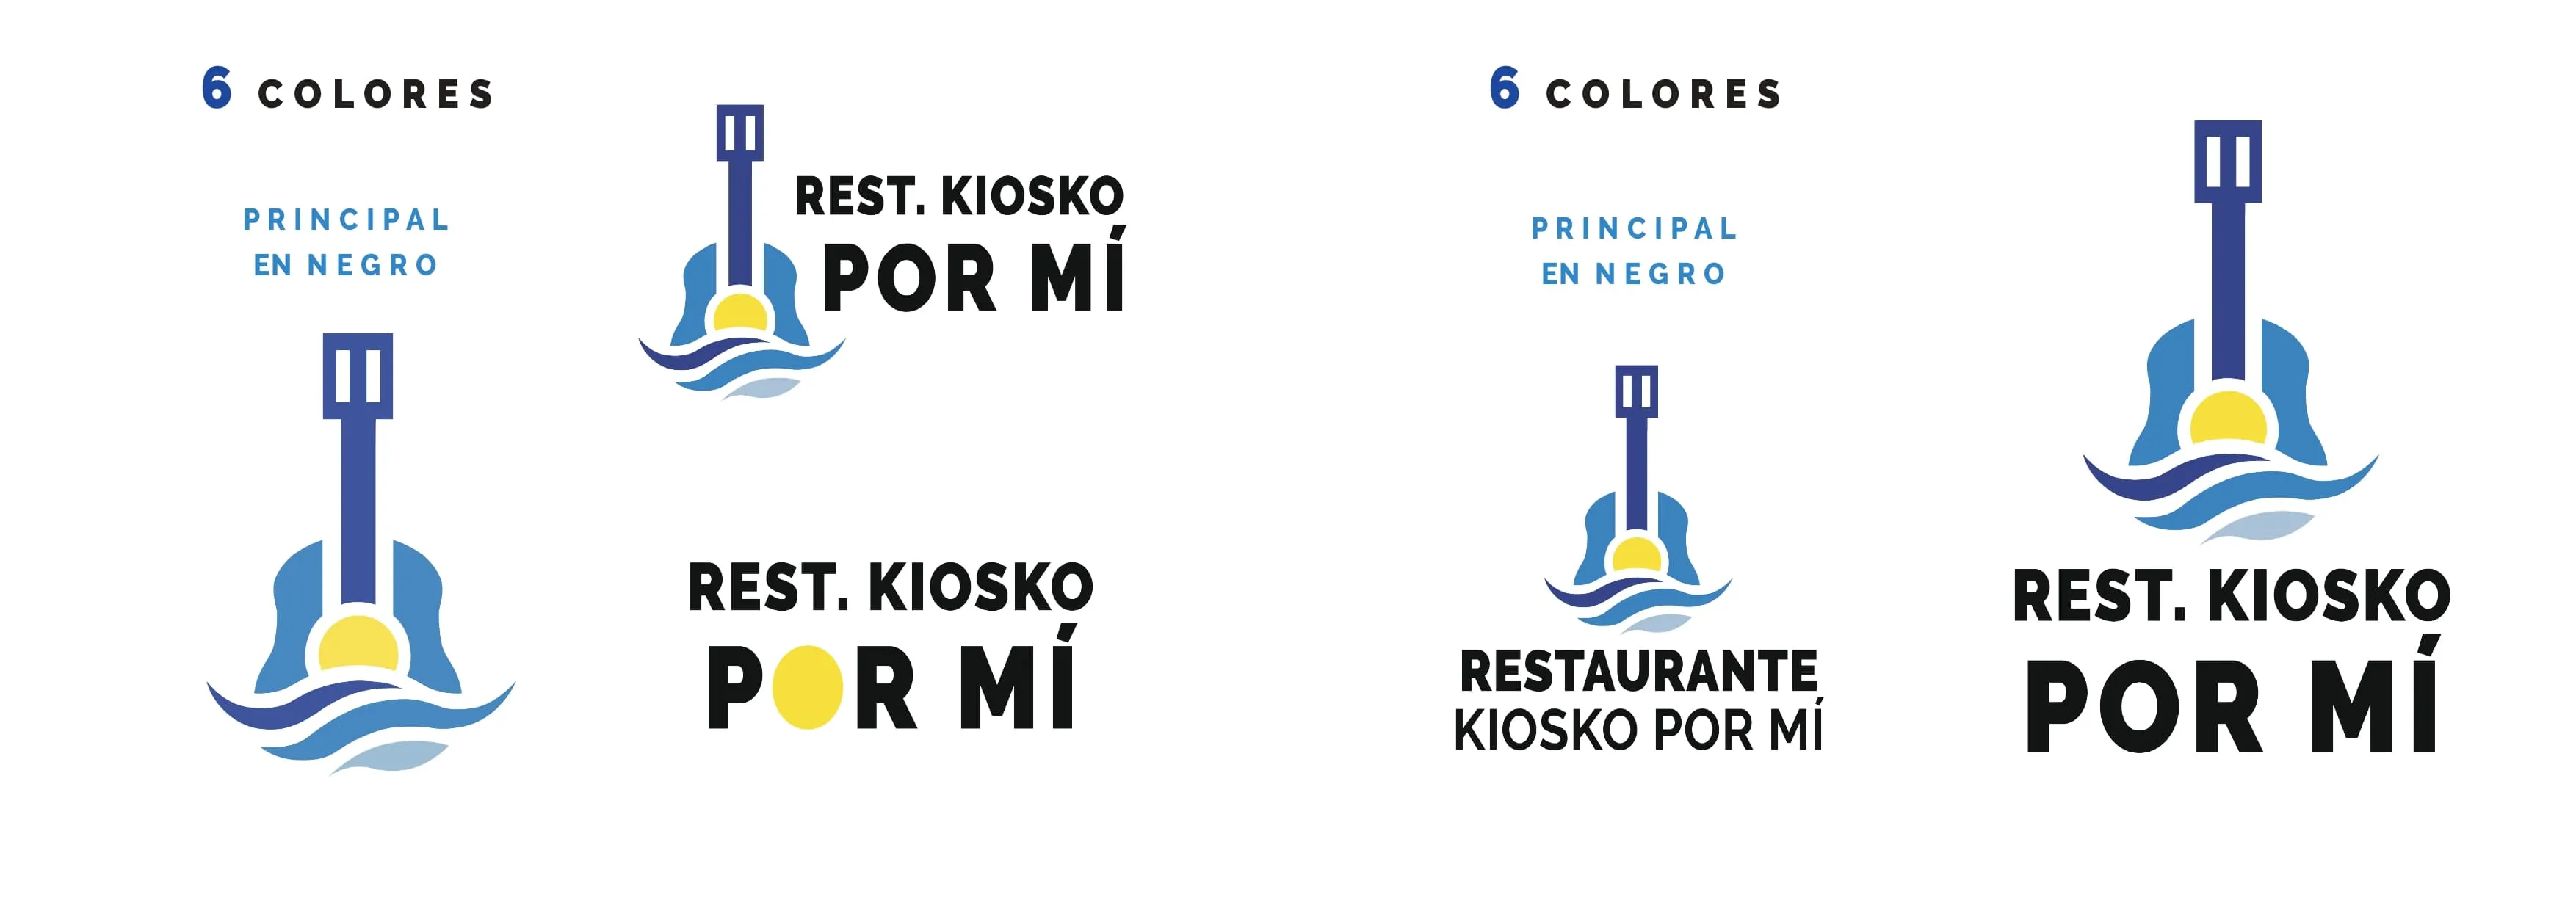 6 COLORES
PRINCIPAL
EN NEGRO
REST. KIOSKO
POR MÍ
REST. KIOSKO
POR MÍ
6 COLORES
PRINCIPAL
EN NEGRO
RESTAURANTE
KIOSKO POR MÍ
REST. KIOSKO
POR MÍ